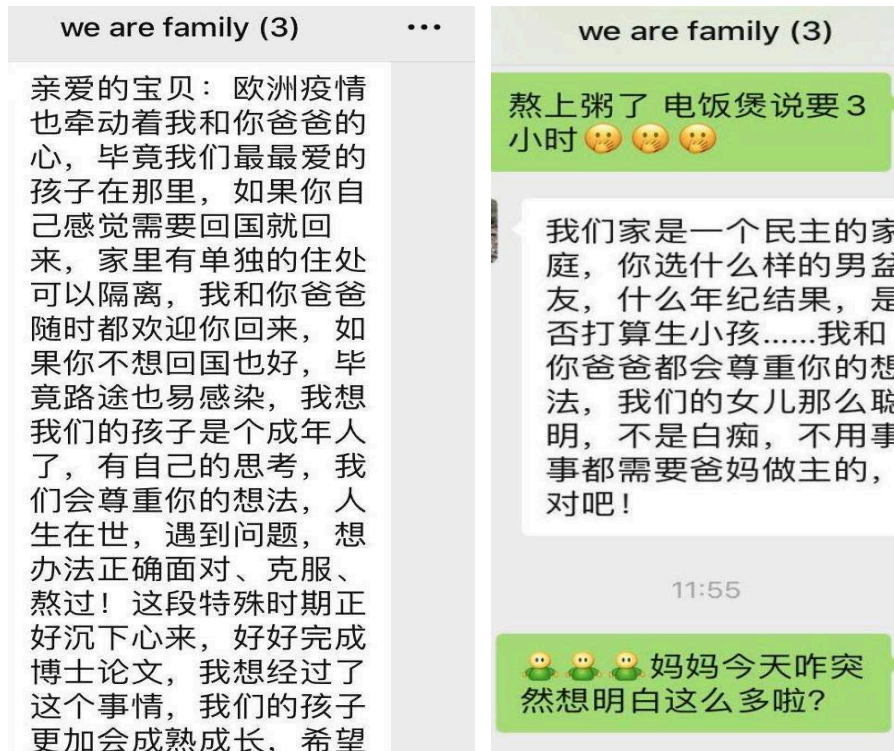 we are family (3)
亲爱的宝贝：欧洲疫情
也牵动着我和你爸爸的
心，毕竟我们最最爱的
孩子在那里，如果你自
己感觉需要回国就回
来，家里有单独的住处
可以隔离，我和你爸爸
随时都欢迎你回来，如
果你不想回国也好，毕
竟路途也易感染，我想
我们的孩子是个成年人
了，有自己的思考，我
们会尊重你的想法，人
生在世，遇到问题，想
办法正确面对、克服、
熬过！这段特殊时期正
好沉下心来，好好完成
博士论文，我想经过了
这个事情，我们的孩子
更加会成熟成长，希望
we are family (3)
熬上粥了 电饭煲说要3
小时
我们家是一个民主的家
庭，你选什么样的男盆
友，什么年纪结果，是
否打算生小孩......我和
你爸爸都会尊重你的想
法，我们的女儿那么聪
明，不是白痴，不用事
事都需要爸妈做主的，
对吧！
11:55
妈妈今天咋突
然想明白这么多啦?